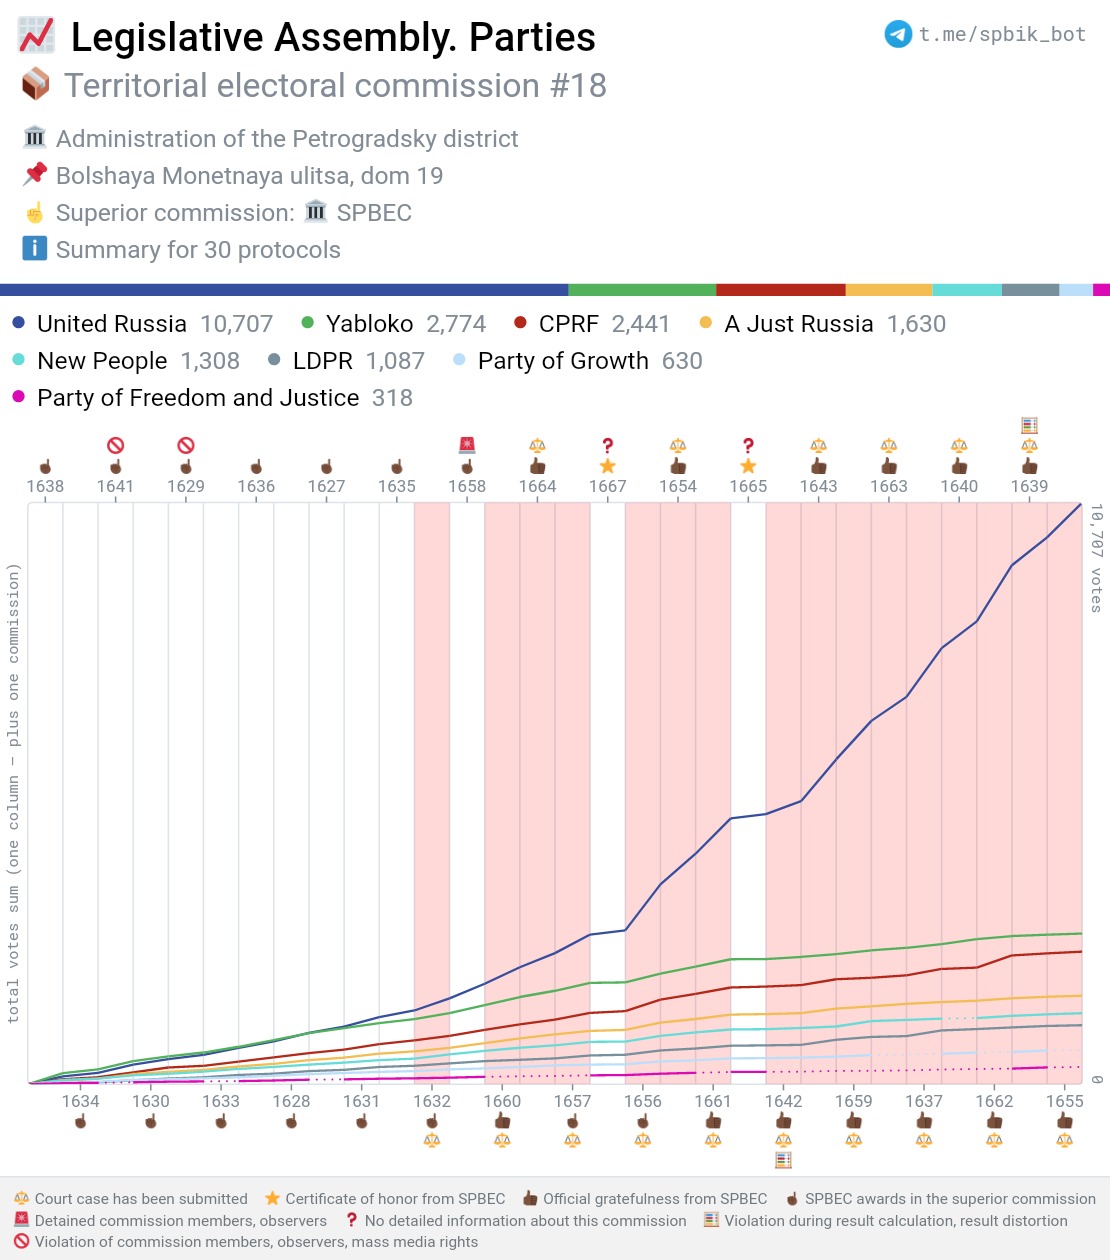 Legislative Assembly. Parties
t.me/spbik_bot
Territorial electoral commission #18
Administration of the Petrogradsky district
Bolshaya Monetnaya ulitsa, dom 19
Superior commission: SPBEC
Summary for 30 protocols
United Russia 10,707 Yabloko 2,774 CPRF 2,441 A Just Russia 1,630
New People 1,308 LDPR 1,087 Party of Growth 630
Party of Freedom and Justice 318
1638 1641 1629 1636 1627 1635 1658 1664 1667 1654 1665 1643 1663 1640 1639
10,707 votes
total votes sum (one column — plus one commission)
0
1634 1630 1633 1628 1631 1632 1660 1657 1656 1661 1642 1659 1637 1662 1655
Court case has been submitted Certificate of honor from SPBEC Official gratefulness from SPBEC SPBEC awards in the superior commission
Detained commission members, observers No detailed information about this commission Violation during result calculation, result distortion
Violation of commission members, observers, mass media rights